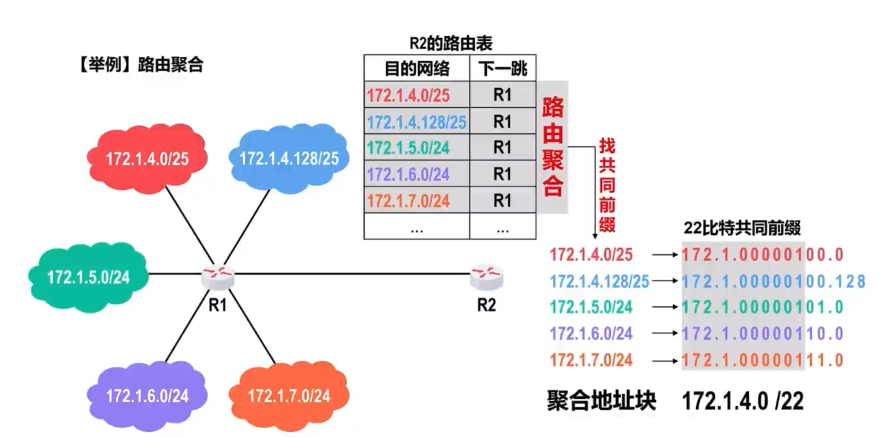 【举例】路由聚合
R2的路由表
目的网络 下一跳
172.1.4.0/25 R1
172.1.4.128/25 R1
172.1.5.0/24 R1
172.1.6.0/24 R1
172.1.7.0/24 R1
... ...
路由聚合
找共同前缀
172.1.4.0/25
172.1.4.128/25
172.1.5.0/24
R1
R2
172.1.6.0/24
172.1.7.0/24
22比特共同前缀
172.1.4.0/25 172.1.00000100.0
172.1.4.128/25 172.1.00000100.128
172.1.5.0/24 172.1.00000101.0
172.1.6.0/24 172.1.00000110.0
172.1.7.0/24 172.1.00000111.0
聚合地址块 172.1.4.0 /22